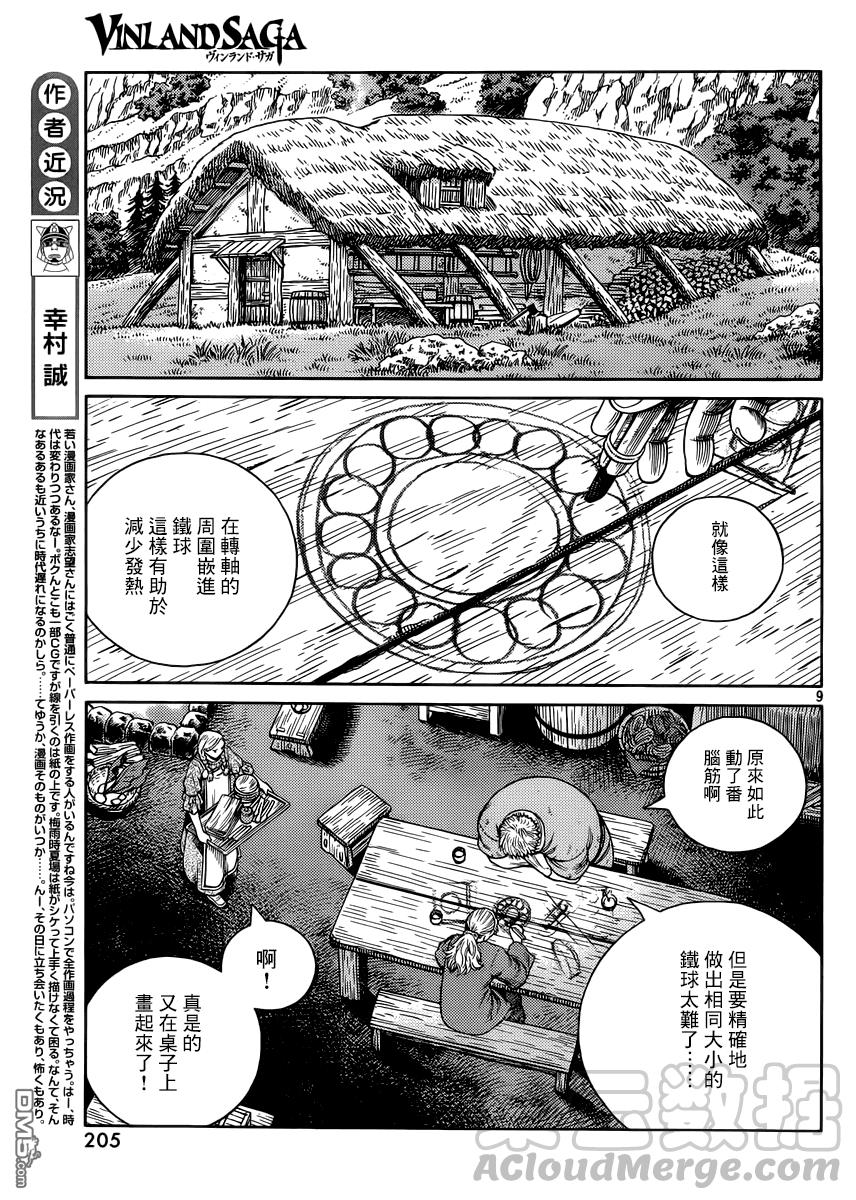 VINLAND SAGA
ヴィンランド・サガ
作者近況
幸村誠
若い漫画家さん、漫画家志望さんにはごく普通にペーパーレス作画をする人がいるんですね今は。パソコンで全作画過程をやっちゃう。はー、時
代は変わりつつあるなー。ボクんとこも一部CGですが線を引くのは紙の上です。梅雨時夏場は紙がシケって上手く描けなくて困る。なんて、そん
なあるあるも近いうちに時代遅れになるのかしら。……てゆうか、漫画そのものがいつか……。んー、その日に立ち会いたくもあり、怖くもあり。
就像
這樣
在轉軸的
周圍嵌進
鐵球
這樣有助於
減少發熱
9
原來如此
動了番
腦筋啊
但是要精確地
做出相同大小的
鐵球太難了……
啊！
真是的
又在桌子上
畫起來了！
205
DM5.com
云数据
ACloudMerge.com